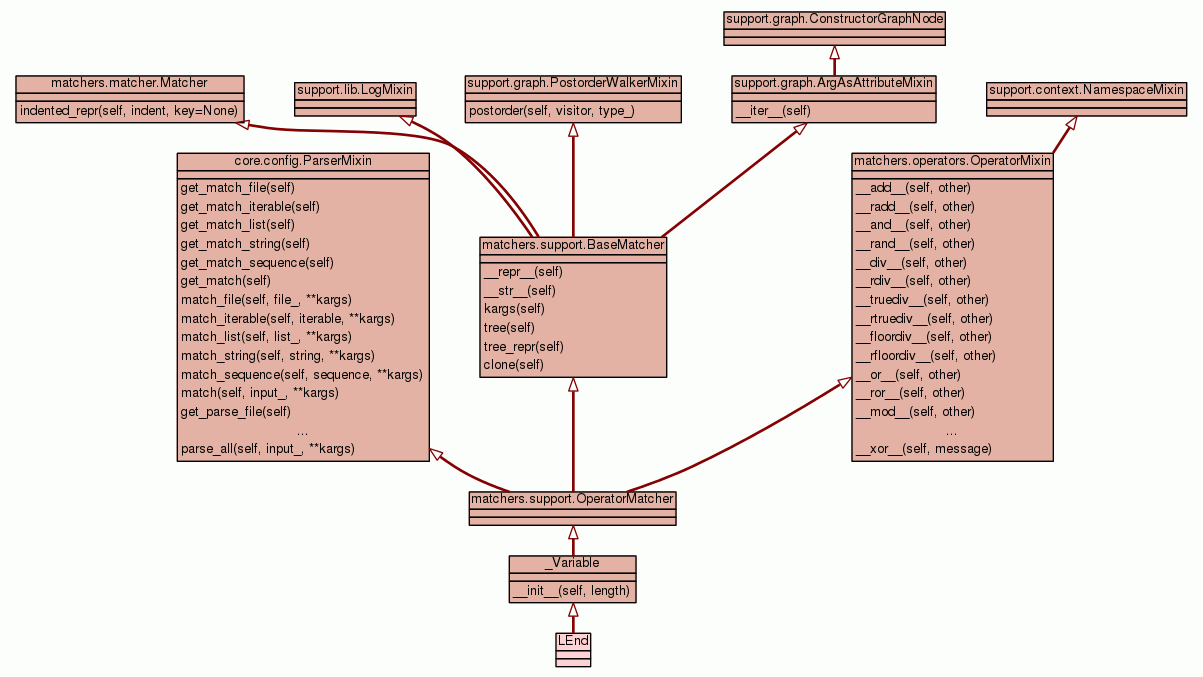 support.graph.ConstructorGraphNode
matchers.matcher.Matcher
indented_repr(self, indent, key=None)
support.lib.LogMixin
support.graph.PostorderWalkerMixin
postorder(self, visitor, type_)
support.graph.ArgAsAttributeMixin
__iter__(self)
support.context.NamespaceMixin
core.config.ParserMixin
get_match_file(self)
get_match_iterable(self)
get_match_list(self)
get_match_string(self)
get_match_sequence(self)
get_match(self)
match_file(self, file_, **kargs)
match_iterable(self, iterable, **kargs)
match_list(self, list_, **kargs)
match_string(self, string, **kargs)
match_sequence(self, sequence, **kargs)
match(self, input_, **kargs)
get_parse_file(self)
...
parse_all(self, input_, **kargs)
matchers.support.BaseMatcher
__repr__(self)
__str__(self)
kargs(self)
tree(self)
tree_repr(self)
clone(self)
matchers.operators.OperatorMixin
__add__(self, other)
__radd__(self, other)
__and__(self, other)
__rand__(self, other)
__div__(self, other)
__rdiv__(self, other)
__truediv__(self, other)
__rtruediv__(self, other)
__floordiv__(self, other)
__rfloordiv__(self, other)
__or__(self, other)
__ror__(self, other)
__mod__(self, other)
...
__xor__(self, message)
matchers.support.OperatorMatcher
_Variable
__init__(self, length)
LEnd